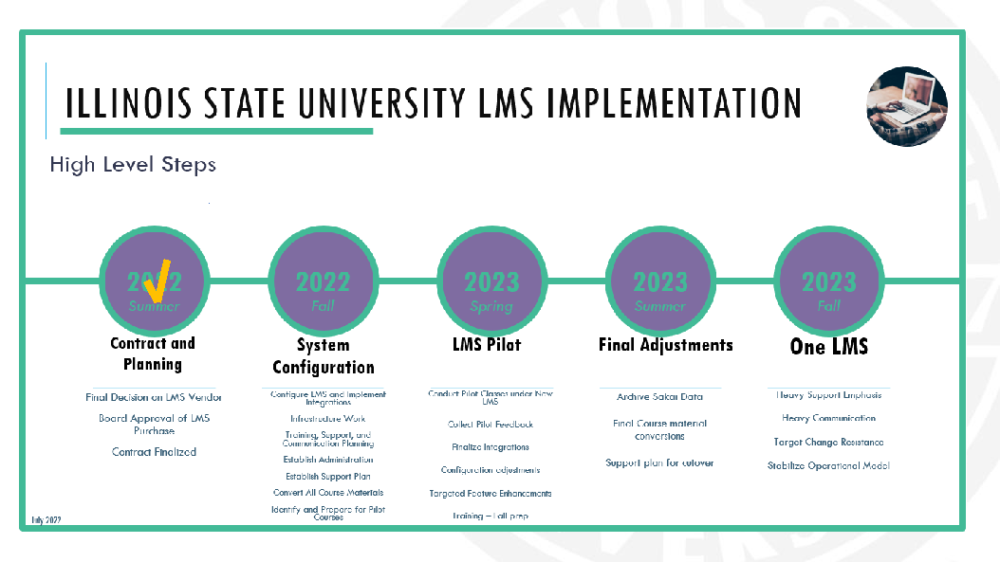 ILLINOIS STATE UNIVERSITY LMS IMPLEMENTATION
High Level Steps
2022
Summer
Contract and
Planning
Final Decision on LMS Vendor
Board Approval of LMS
Purchase
Contract Finalized
2022
Fall
System
Configuration
Configure LMS and Implement
Integrations
Infrastructure Work
Training, Support, and
Communication Planning
Establish Administration
Establish Support Plan
Convert All Course Materials
Identify and Prepare for Pilot
Courses
2023
Spring
LMS Pilot
Conduct Pilot Classes under New
LMS
Collect Pilot Feedback
Finalize Integrations
Configuration adjustments
Targeted Feature Enhancements
Training – Fall prep
2023
Summer
Final Adjustments
Archive Sakai Data
Final Course material
conversions
Support plan for cutover
2023
Fall
One LMS
Heavy Support Emphasis
Heavy Communication
Target Change Resistance
Stabilize Operational Model
July 2022